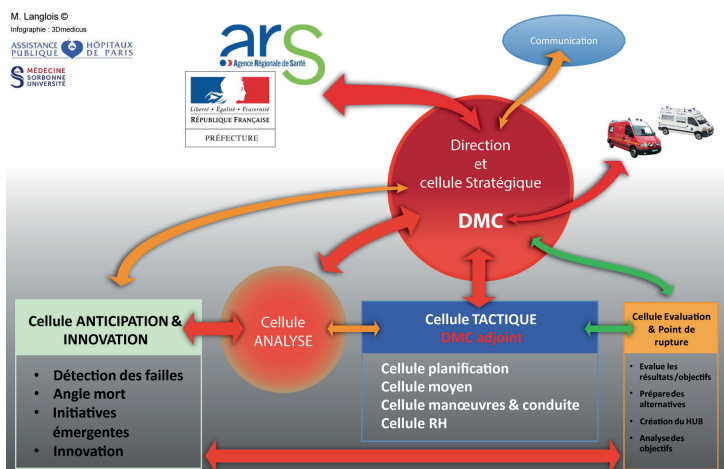 M. Langlois ©
Infographie : 3Dmedicus
ASSISTANCE HÔPITAUX
PUBLIQUE DE PARIS
MÉDECINE
SORBONNE
UNIVERSITÉ
ars
Agence Régionale de Santé
Liberté • Égalité • Fraternité
RÉPUBLIQUE FRANÇAISE
PRÉFECTURE
Communication
Direction
et
cellule Stratégique
DMC
Cellule ANTICIPATION &
INNOVATION
• Détection des failles
• Angle mort
• Initiatives
émergentes
• Innovation
Cellule
ANALYSE
Cellule TACTIQUE
DMC adjoint
Cellule planification
Cellule moyen
Cellule manœuvres & conduite
Cellule RH
Cellule Evaluation
& Point de
rupture
• Evalue les
résultats/objectifs
• Prépare des
alternatives
• Création du HUB
• Analyse des
objectifs